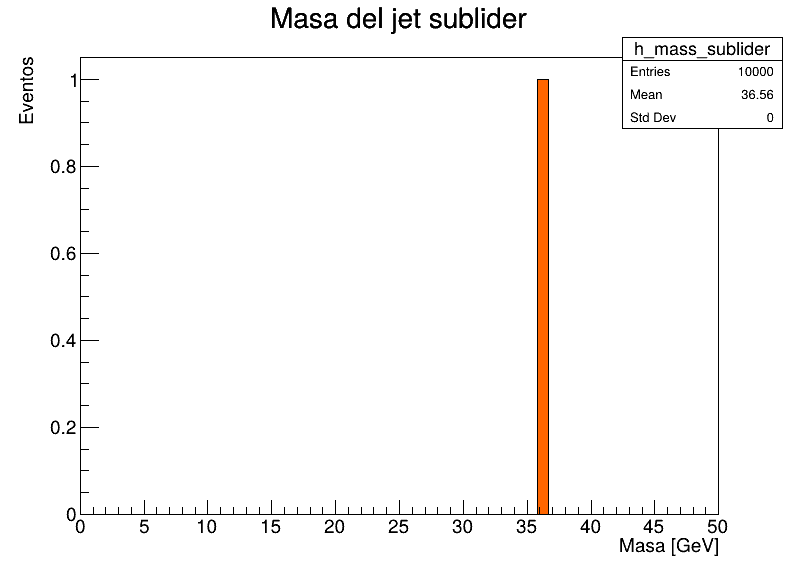 Masa del jet sublider
h_mass_sublider
Entries 10000
Mean 36.56
Std Dev 0
Eventos
1
0.8
0.6
0.4
0.2
0
0 5 10 15 20 25 30 35 40 45 50
Masa [GeV]